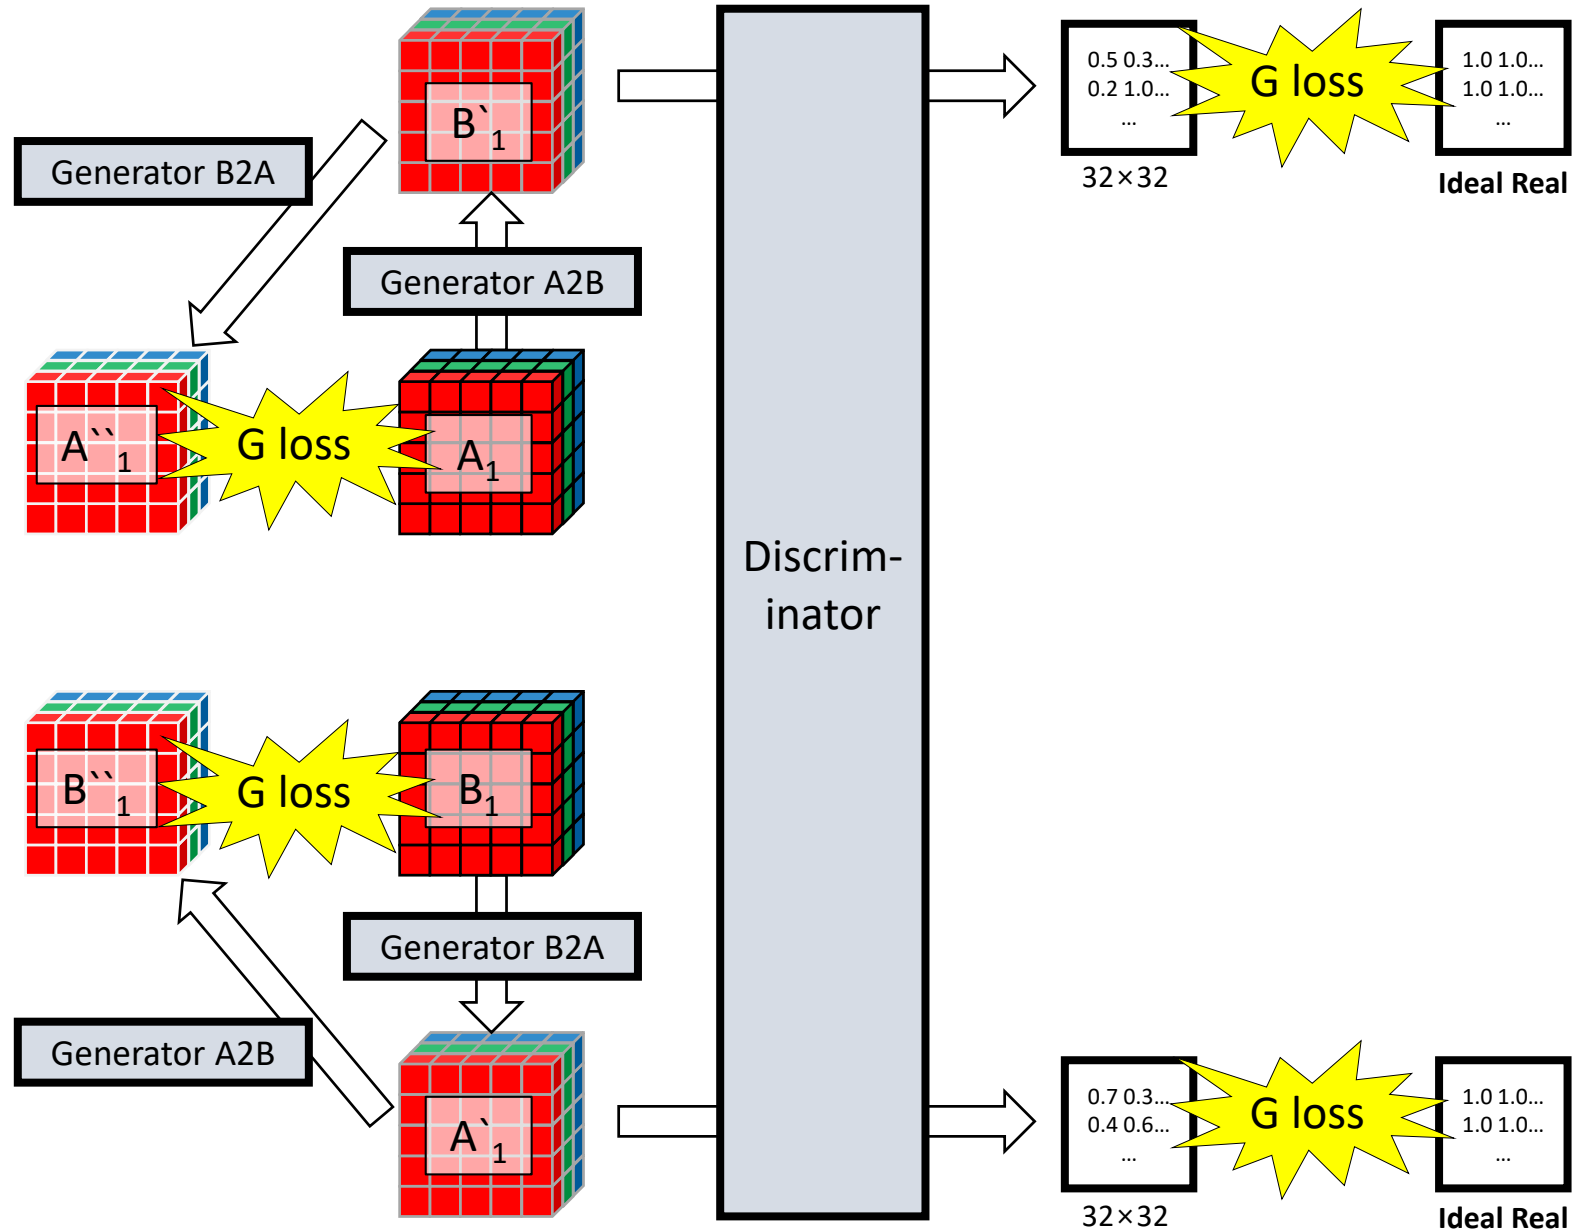 B`1
0.5 0.3...
0.2 1.0...
...
32×32
G loss
1.0 1.0...
1.0 1.0...
...
Ideal Real
Generator B2A
Generator A2B
A``1
G loss
A1
Discrim-
inator
B``1
G loss
B1
Generator B2A
Generator A2B
A`1
0.7 0.3...
0.4 0.6...
...
32×32
G loss
1.0 1.0...
1.0 1.0...
...
Ideal Real